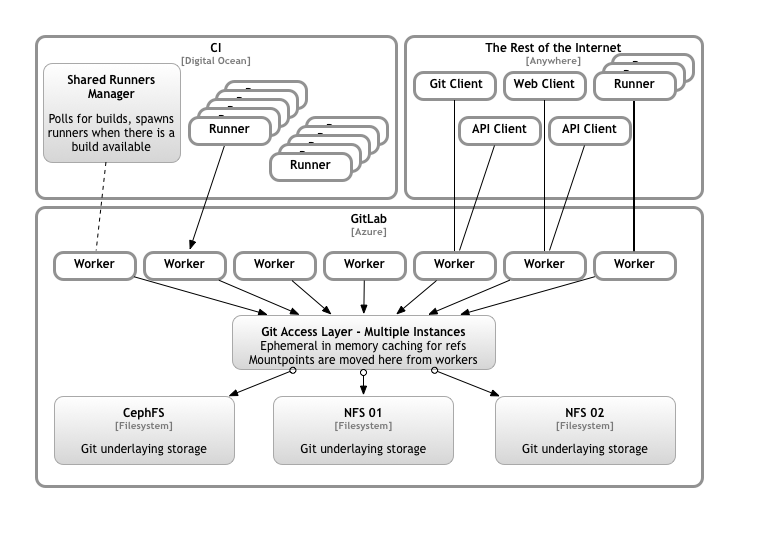 CI
[Digital Ocean]
Shared Runners
Manager
Polls for builds, spawns
runners when there is a
build available
Runner
Runner
The Rest of the Internet
[Anywhere]
Git Client
Web Client
Runner
API Client
API Client
GitLab
[Azure]
Worker
Worker
Worker
Worker
Worker
Worker
Worker
Git Access Layer - Multiple Instances
Ephemeral in memory caching for refs
Mountpoints are moved here from workers
CephFS
[Filesystem]
Git underlaying storage
NFS 01
[Filesystem]
Git underlaying storage
NFS 02
[Filesystem]
Git underlaying storage